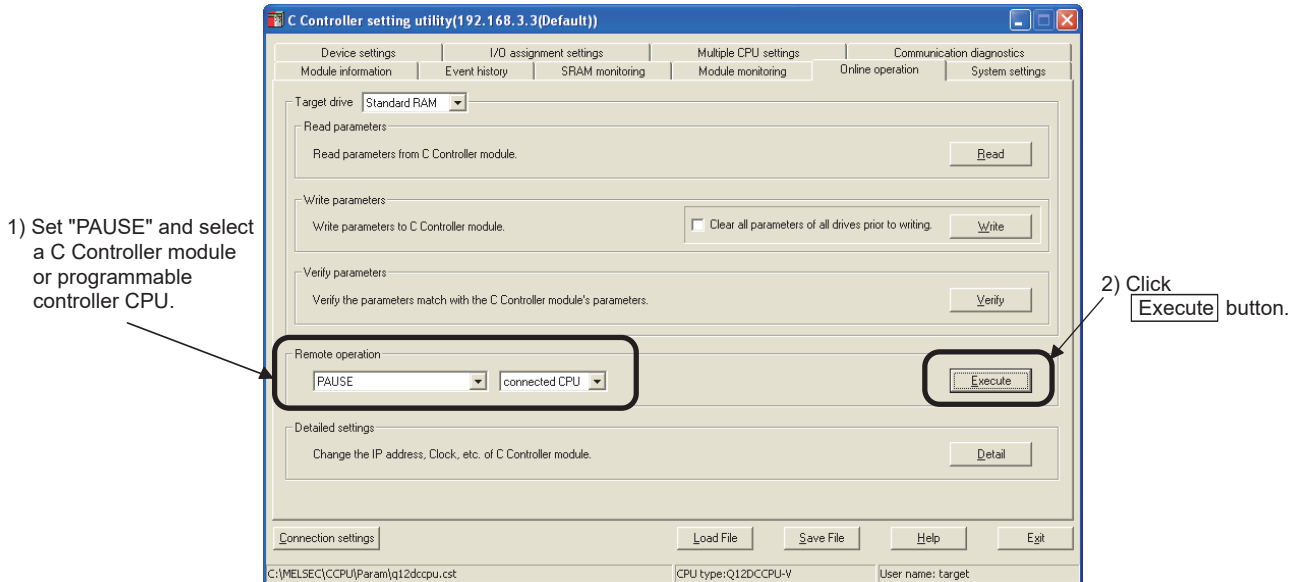 C Controller setting utility(192.168.3.3(Default))
Device settings I/O assignment settings Multiple CPU settings Communication diagnostics
Module information Event history SRAM monitoring Module monitoring Online operation System settings
Target drive Standard RAM
Read parameters
Read parameters from C Controller module. Read
Write parameters
Write parameters to C Controller module. Clear all parameters of all drives prior to writing. Write
Verify parameters
Verify the parameters match with the C Controller module's parameters. Verify
Remote operation
PAUSE connected CPU Execute
Detailed settings
Change the IP address, Clock, etc. of C Controller module. Detail
Connection settings Load File Save File Help Exit
C:\MELSEC\CCPU\Param\q12dccpu.cst CPU type:Q12DCCPU-V User name: target
1) Set "PAUSE" and select
a C Controller module
or programmable
controller CPU.
2) Click
Execute button.